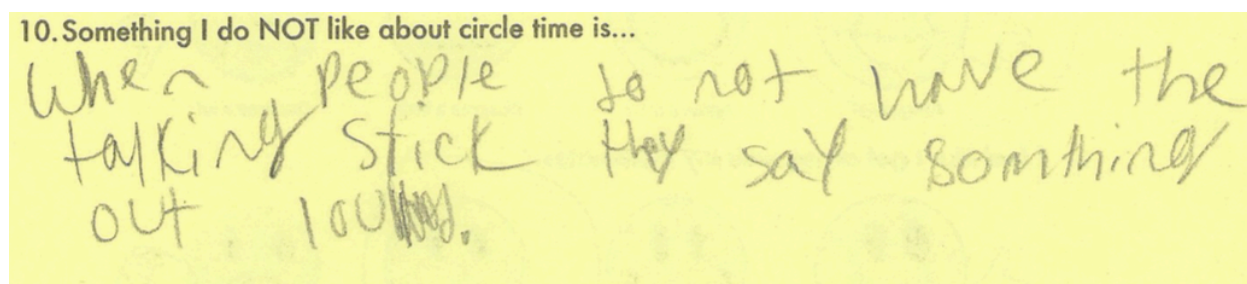 10. Something I do NOT like about circle time is...
When people do not have the
talking stick they say somthing
out loud.